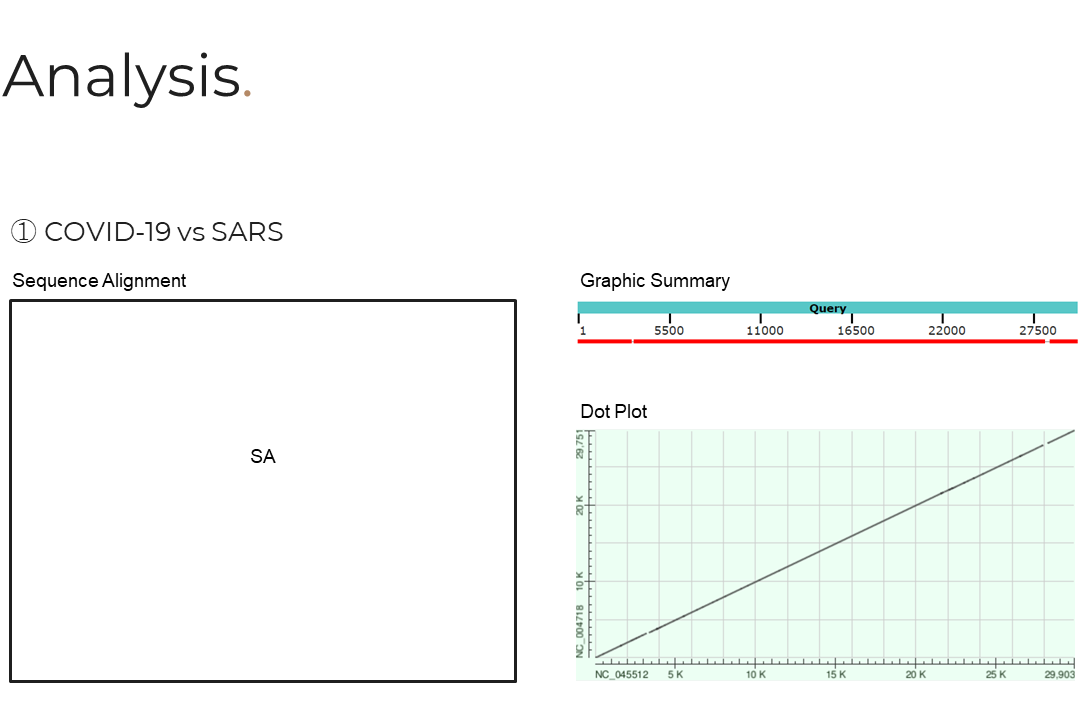 Analysis.
① COVID-19 vs SARS
Sequence Alignment
SA
Graphic Summary
Query
1 5500 11000 16500 22000 27500
Dot Plot
29,751
20 K
10 K
NC_004718
NC_045512 5 K 10 K 15 K 20 K 25 K 29,903